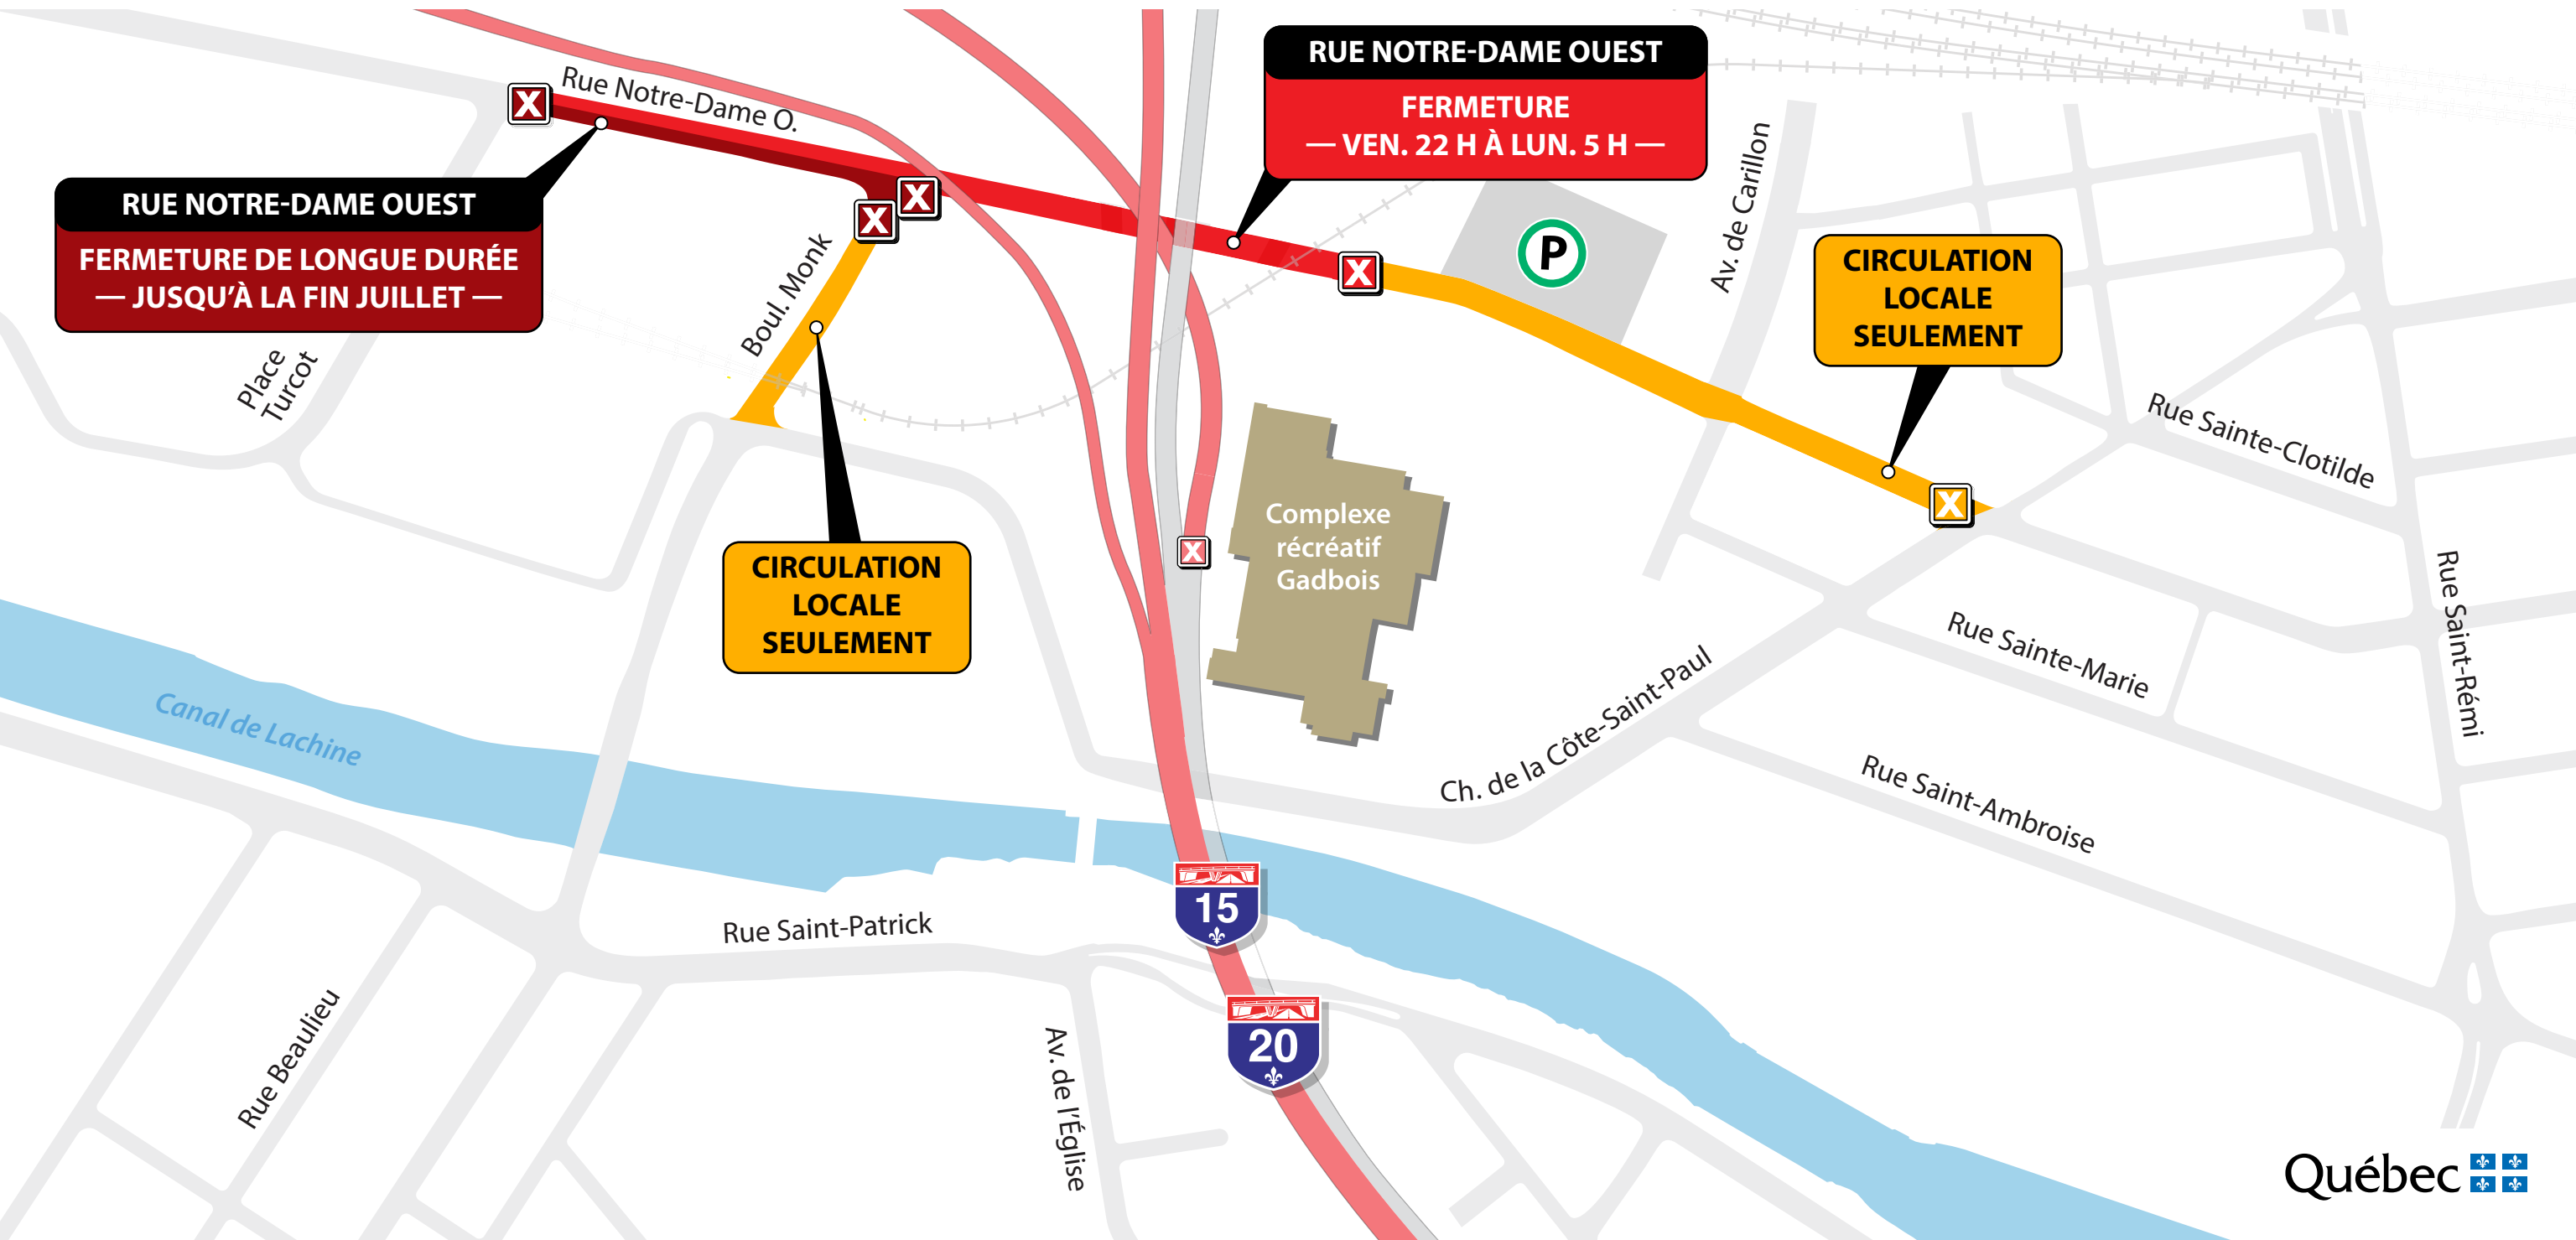 RUE NOTRE-DAME OUEST
FERMETURE
— VEN. 22 H À LUN. 5 H —
Rue Notre-Dame O.
X
RUE NOTRE-DAME OUEST
FERMETURE DE LONGUE DURÉE
— JUSQU'À LA FIN JUILLET —
X
X
X
P
Av. de Carillon
CIRCULATION
LOCALE
SEULEMENT
Boul. Monk
Place
Turcot
Rue Sainte-Clotilde
X
Complexe
récréatif
Gadbois
X
CIRCULATION
LOCALE
SEULEMENT
Rue Saint-Rémi
Rue Sainte-Marie
Ch. de la Côte-Saint-Paul
Canal de Lachine
Rue Saint-Ambroise
15
Rue Saint-Patrick
20
Rue Beaulieu
Av. de l'Église
Québec